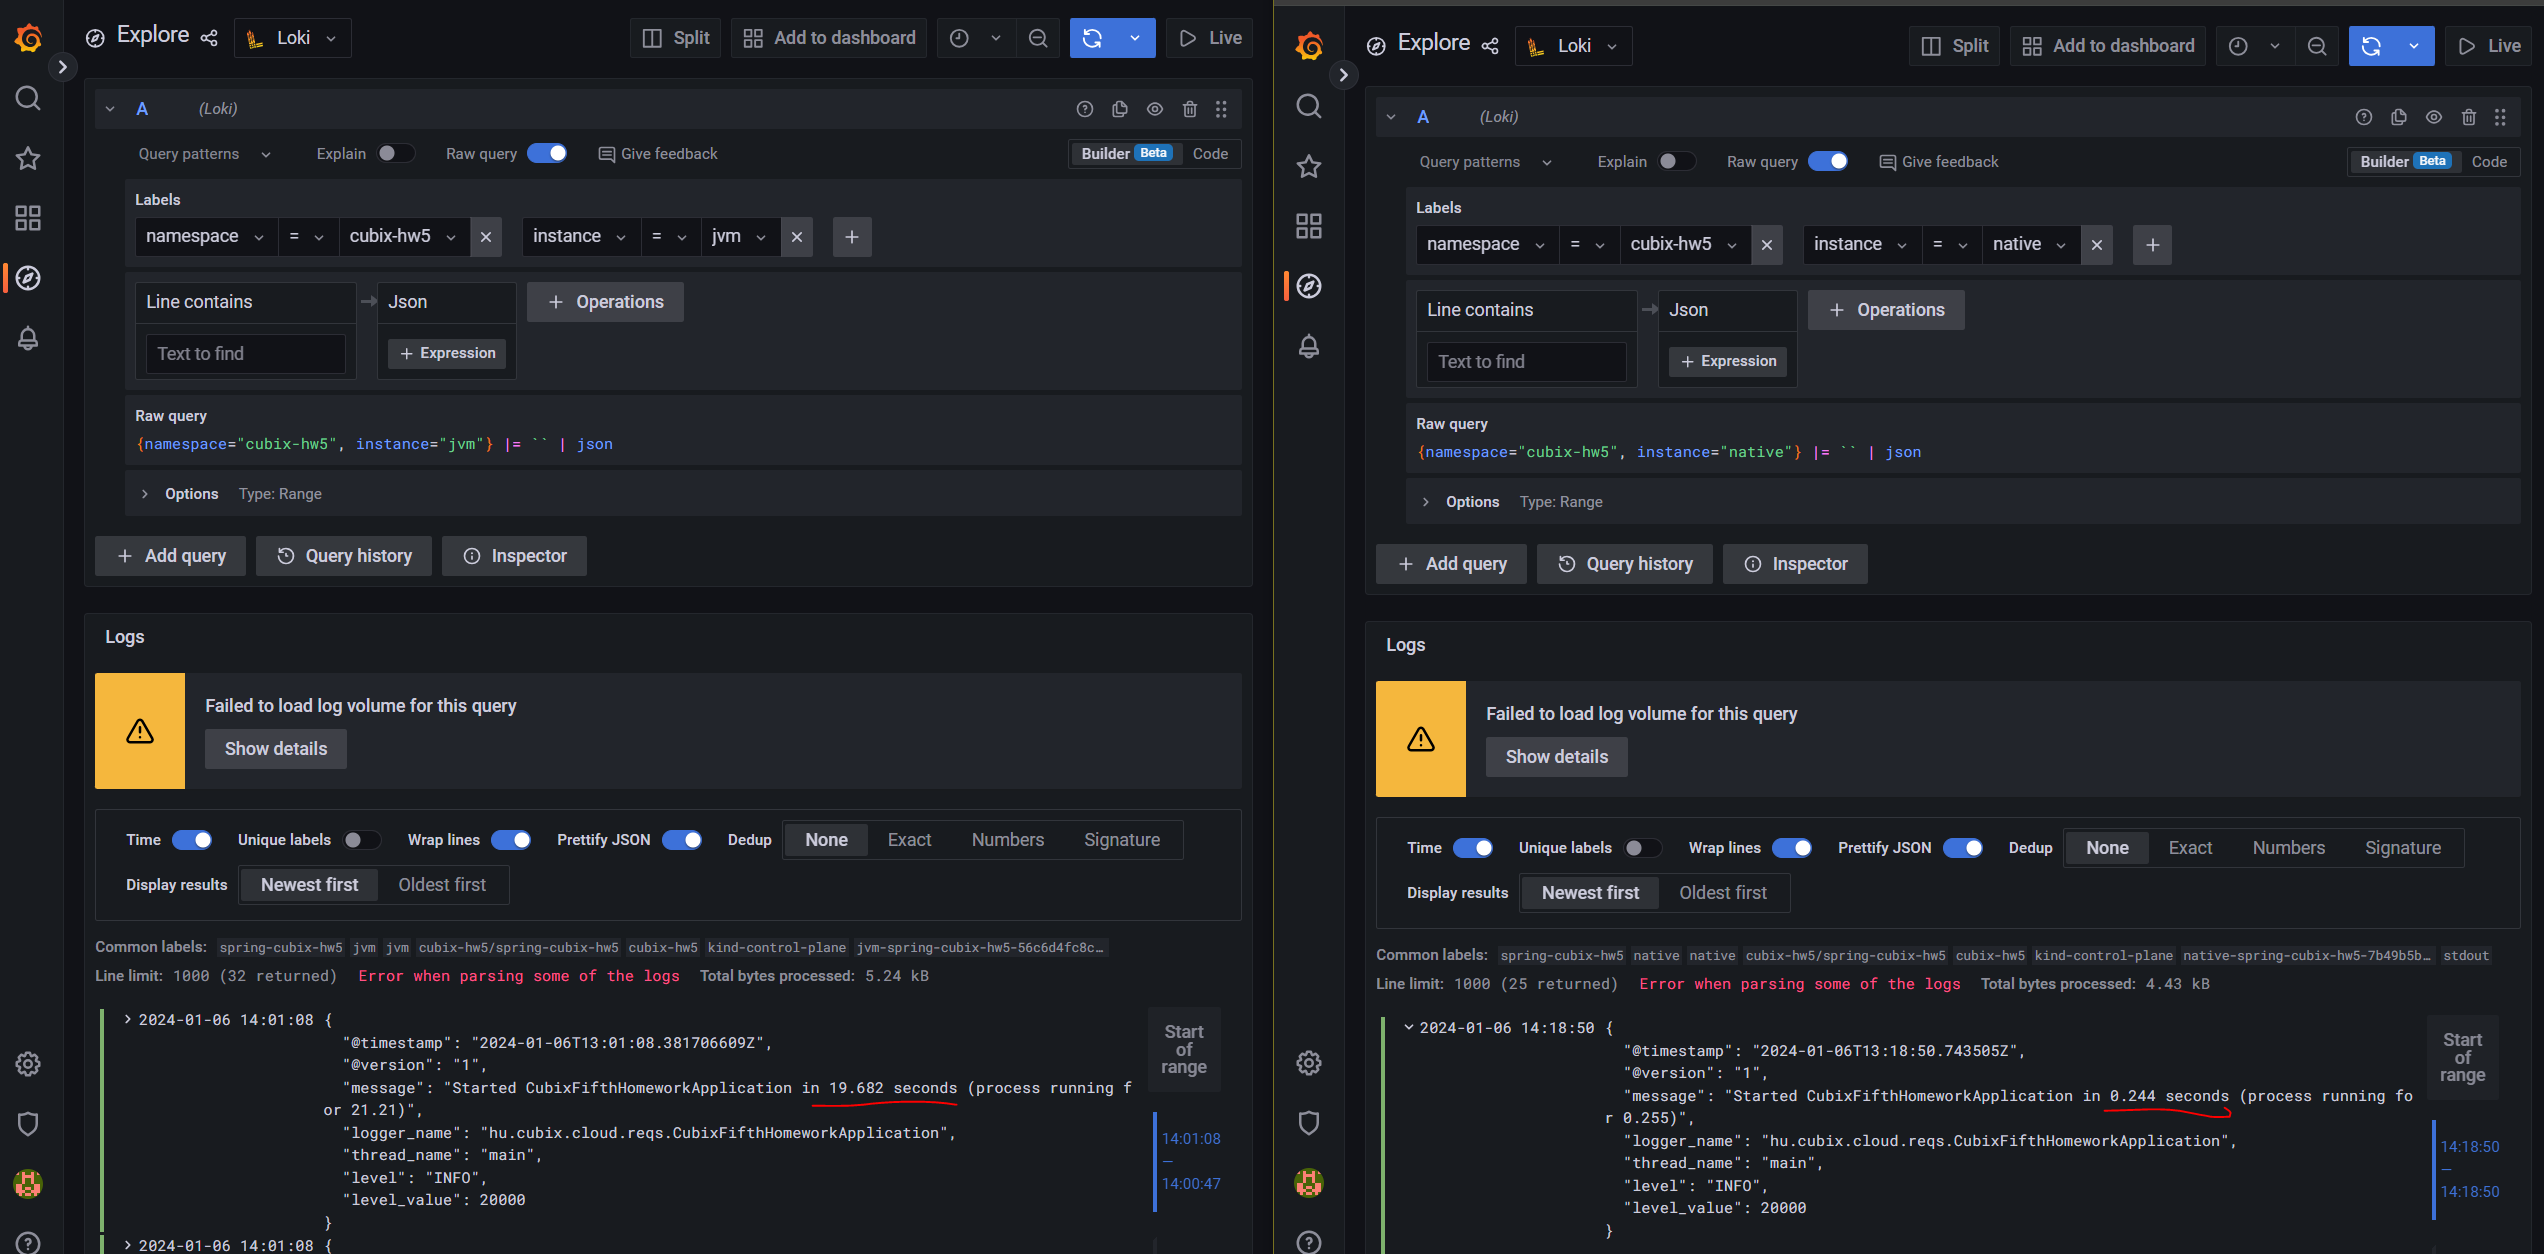 Explore
Loki
Split
Add to dashboard
Live
A (Loki)
Query patterns
Explain
Raw query
Give feedback
Builder Beta Code
Labels
namespace = cubix-hw5 instance = jvm
Line contains
Json
Operations
Text to find
Expression
Raw query
{namespace="cubix-hw5", instance="jvm"} |= `` | json
Options Type: Range
Add query
Query history
Inspector
Logs
Failed to load log volume for this query
Show details
Time
Unique labels
Wrap lines
Prettify JSON
Dedup None Exact Numbers Signature
Display results Newest first Oldest first
Common labels: spring-cubix-hw5 jvm jvm cubix-hw5/spring-cubix-hw5 cubix-hw5 kind-control-plane jvm-spring-cubix-hw5-56c6d4fc8c…
Line limit: 1000 (32 returned) Error when parsing some of the logs Total bytes processed: 5.24 kB
2024-01-06 14:01:08 {
"@timestamp": "2024-01-06T13:01:08.381706609Z",
"@version": "1",
"message": "Started CubixFifthHomeworkApplication in 19.682 seconds (process running f
or 21.21)",
"logger_name": "hu.cubix.cloud.reqs.CubixFifthHomeworkApplication",
"thread_name": "main",
"level": "INFO",
"level_value": 20000
}
2024-01-06 14:01:08 {
Start
of
range
14:01:08
—
14:00:47
Explore
Loki
Split
Add to dashboard
Live
A (Loki)
Query patterns
Explain
Raw query
Give feedback
Builder Beta Code
Labels
namespace = cubix-hw5 instance = native
Line contains
Json
Operations
Text to find
Expression
Raw query
{namespace="cubix-hw5", instance="native"} |= `` | json
Options Type: Range
Add query
Query history
Inspector
Logs
Failed to load log volume for this query
Show details
Time
Unique labels
Wrap lines
Prettify JSON
Dedup None Exact Numbers Signature
Display results Newest first Oldest first
Common labels: spring-cubix-hw5 native native cubix-hw5/spring-cubix-hw5 cubix-hw5 kind-control-plane native-spring-cubix-hw5-7b49b5b… stdout
Line limit: 1000 (25 returned) Error when parsing some of the logs Total bytes processed: 4.43 kB
2024-01-06 14:18:50 {
"@timestamp": "2024-01-06T13:18:50.743505Z",
"@version": "1",
"message": "Started CubixFifthHomeworkApplication in 0.244 seconds (process running fo
r 0.255)",
"logger_name": "hu.cubix.cloud.reqs.CubixFifthHomeworkApplication",
"thread_name": "main",
"level": "INFO",
"level_value": 20000
}
Start
of
range
14:18:50
—
14:18:50